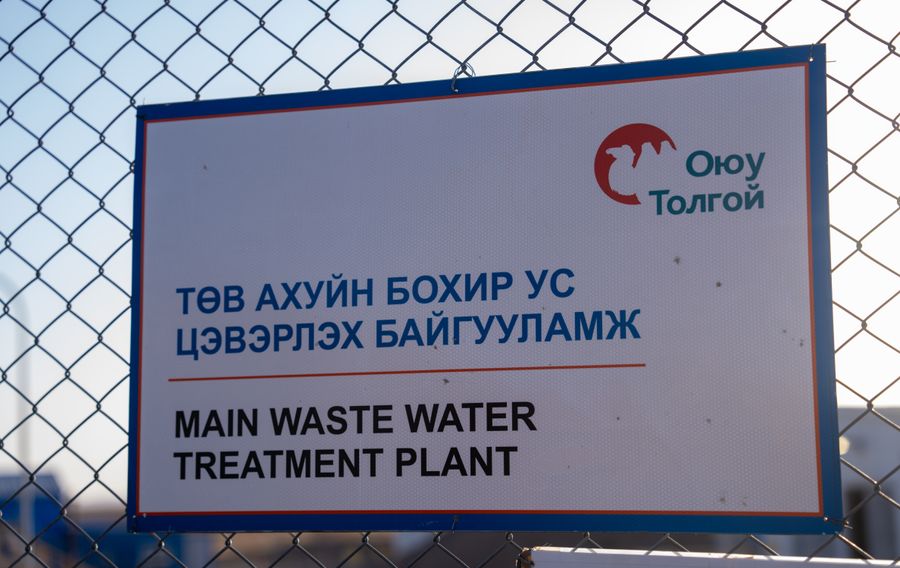 Оюу
Толгой
ТӨВ АХУЙН БОХИР УС
ЦЭВЭРЛЭХ БАЙГУУЛАМЖ
MAIN WASTE WATER
TREATMENT PLANT